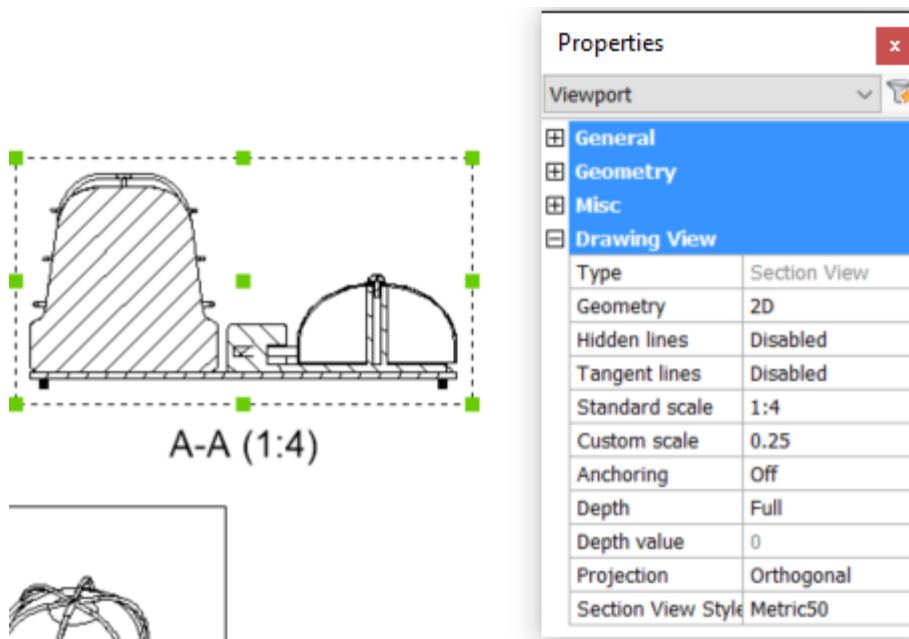 Properties
x
Viewport
General
Geometry
Misc
Drawing View
Type Section View
Geometry 2D
Hidden lines Disabled
Tangent lines Disabled
Standard scale 1:4
Custom scale 0.25
Anchoring Off
Depth Full
Depth value 0
Projection Orthogonal
Section View Style Metric50
A-A (1:4)